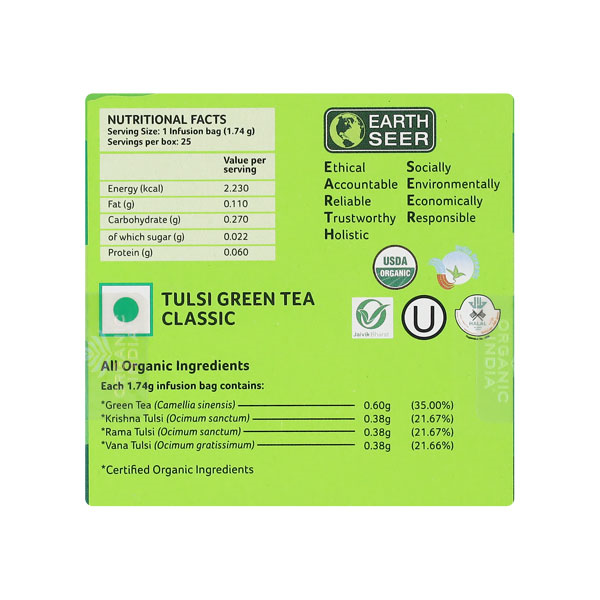 NUTRITIONAL FACTS
Serving Size: 1 Infusion bag (1.74 g)
Servings per box: 25
Value per
serving
Energy (kcal) 2.230
Fat (g) 0.110
Carbohydrate (g) 0.270
of which sugar (g) 0.022
Protein (g) 0.060
EARTH
SEER
Ethical Socially
Accountable Environmentally
Reliable Economically
Trustworthy Responsible
Holistic
USDA
ORGANIC
Jaivik Bharat
U
HALAL
TULSI GREEN TEA
CLASSIC
ORGANIC
INDIA
All Organic Ingredients
Each 1.74g infusion bag contains:
*Green Tea (Camellia sinensis) 0.60g (35.00%)
*Krishna Tulsi (Ocimum sanctum) 0.38g (21.67%)
*Rama Tulsi (Ocimum sanctum) 0.38g (21.67%)
*Vana Tulsi (Ocimum gratissimum) 0.38g (21.66%)
*Certified Organic Ingredients